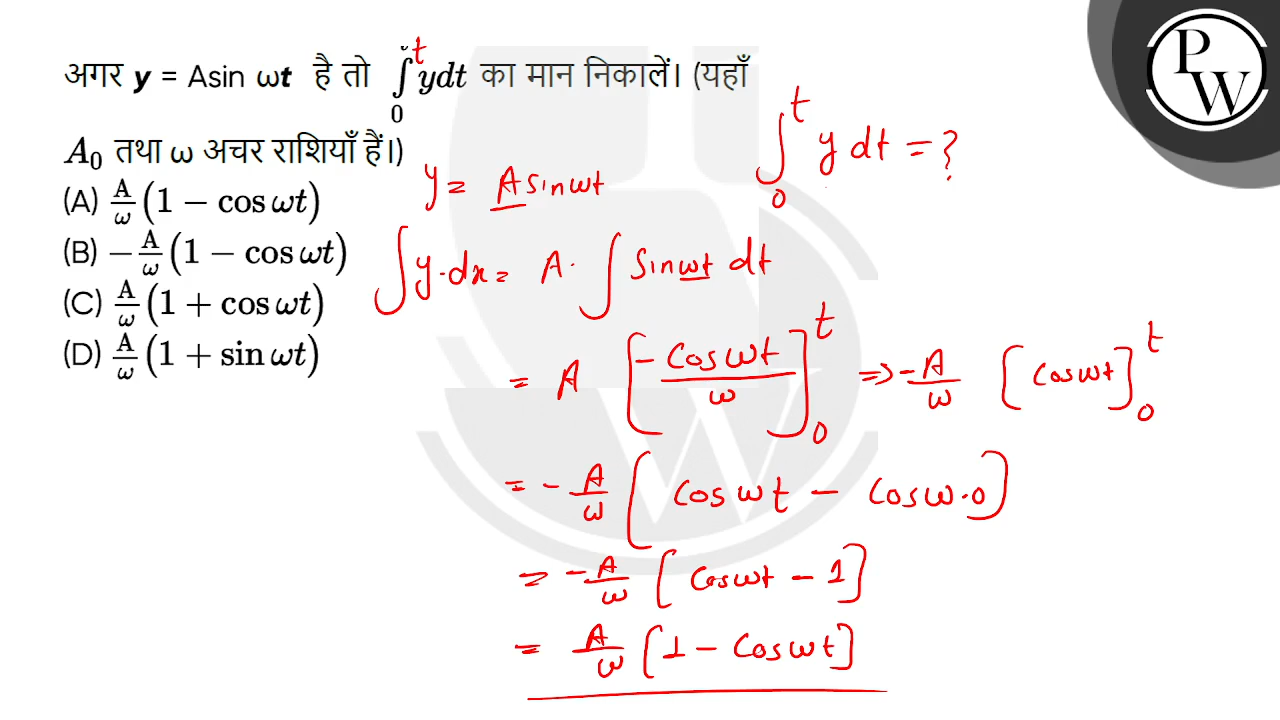 अगर y = Asin ωt है तो ∫₀ᵗ ydt का मान निकालें। (यहाँ
A₀ तथा ω अचर राशियाँ हैं।)
(A) A/ω (1 − cos ωt)
(B) −A/ω (1 − cos ωt)
(C) A/ω (1 + cos ωt)
(D) A/ω (1 + sin ωt)
∫₀ᵗ y dt = ?
y = A sinωt
∫ y·dx = A· ∫ sinωt dt
= A [−cosωt/ω]₀ᵗ ⇒ −A/ω [cosωt]₀ᵗ
= −A/ω [cosωt − cosω·0]
= −A/ω [cosωt − 1]
= A/ω [1 − cosωt]
PW